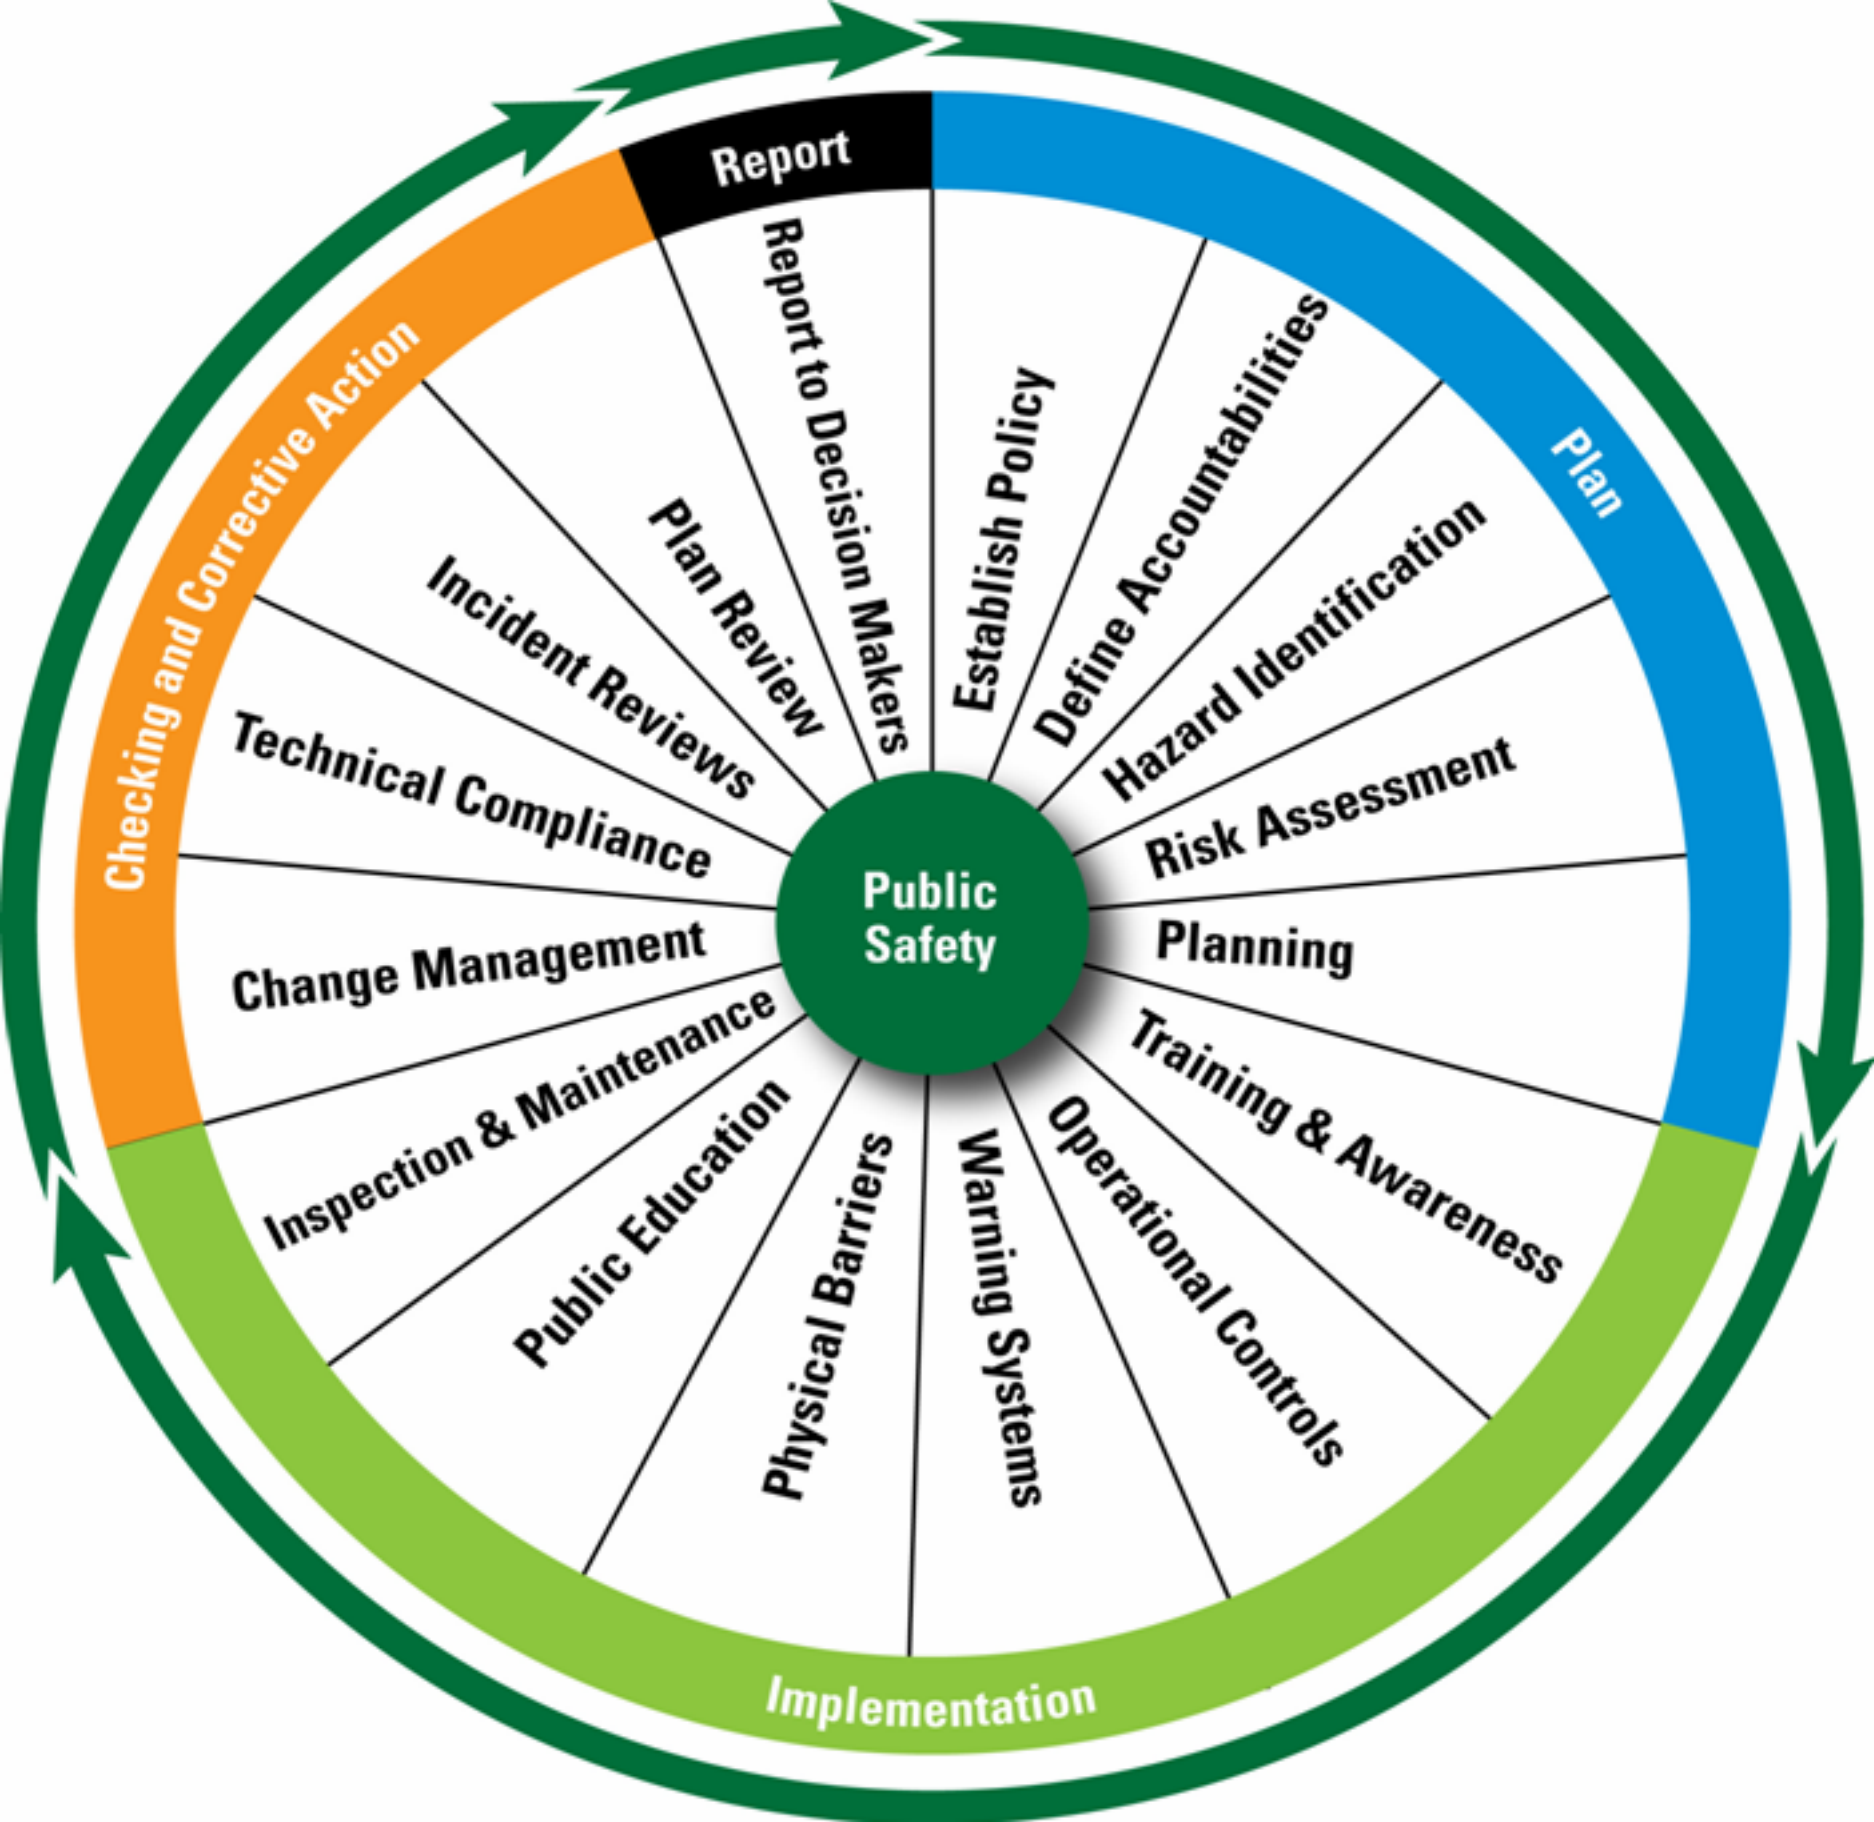 Report
Plan
Implementation
Checking and Corrective Action
Establish Policy
Define Accountabilities
Hazard Identification
Risk Assessment
Planning
Training & Awareness
Operational Controls
Warning Systems
Physical Barriers
Public Education
Inspection & Maintenance
Change Management
Technical Compliance
Incident Reviews
Plan Review
Report to Decision Makers
Public
Safety